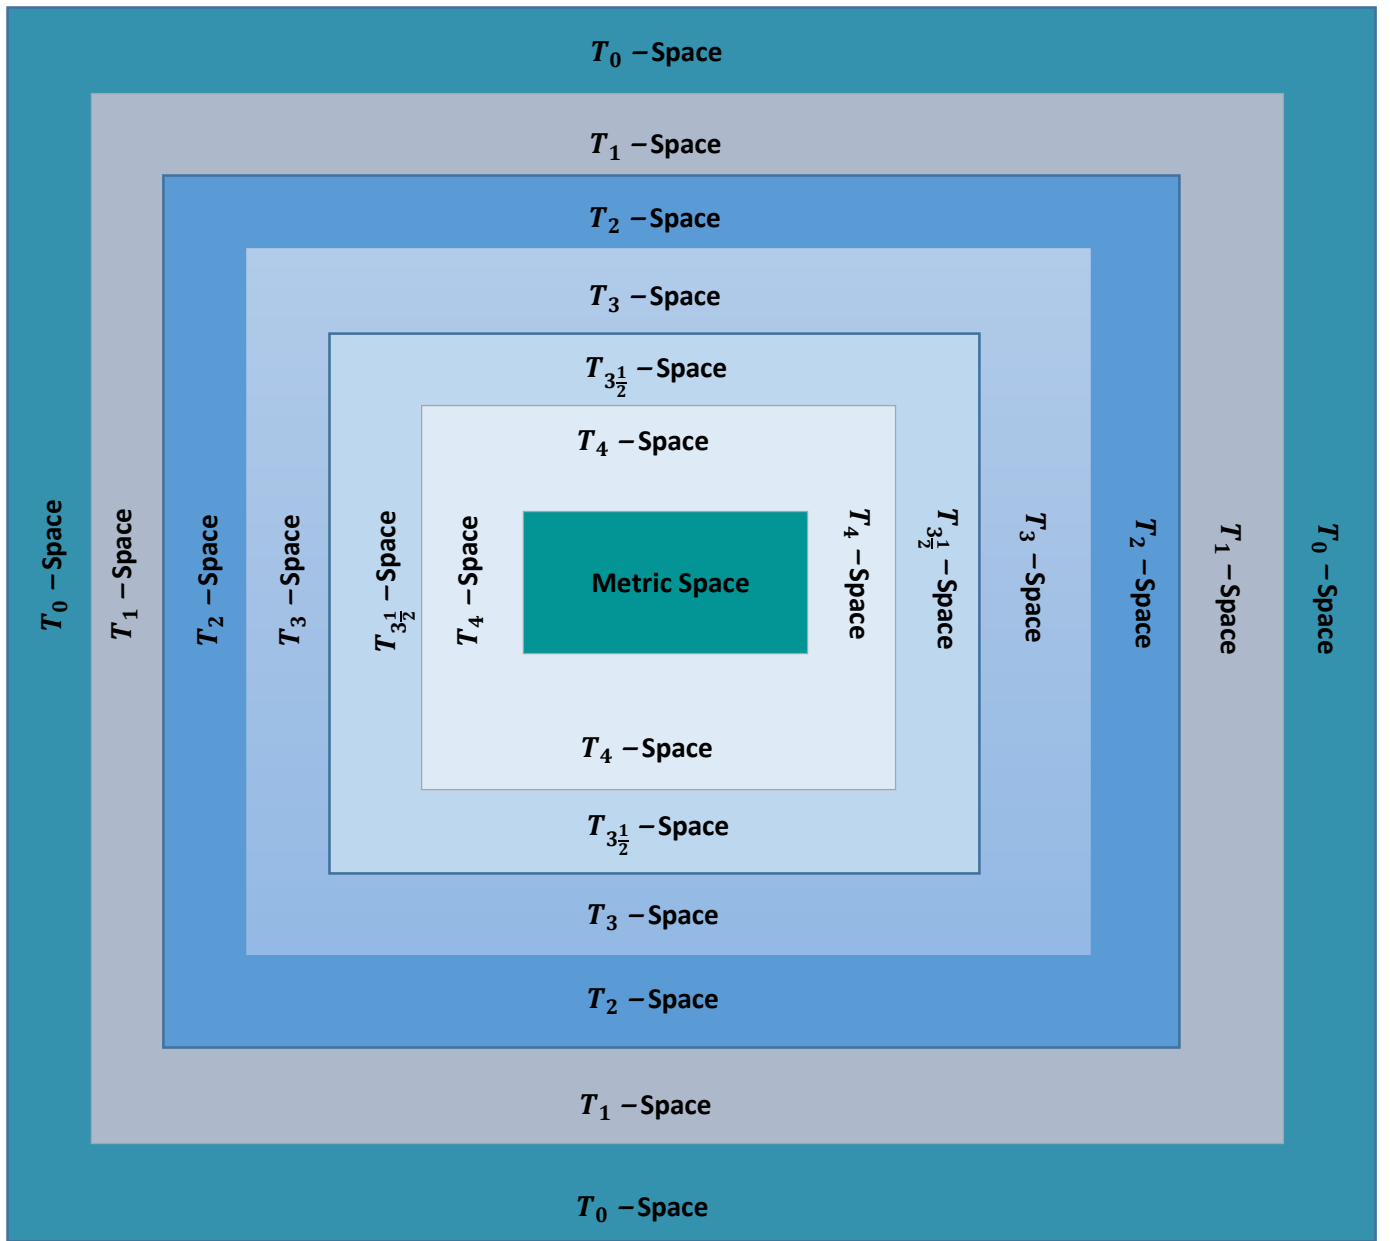 T₀ – Space
T₁ – Space
T₂ – Space
T₃ – Space
T₃½ – Space
T₄ – Space
T₀ – Space
T₁ – Space
T₂ – Space
T₃ – Space
T₃½ – Space
T₄ – Space
Metric Space
T₄ – Space
T₃½ – Space
T₃ – Space
T₂ – Space
T₁ – Space
T₀ – Space
T₄ – Space
T₃½ – Space
T₃ – Space
T₂ – Space
T₁ – Space
T₀ – Space